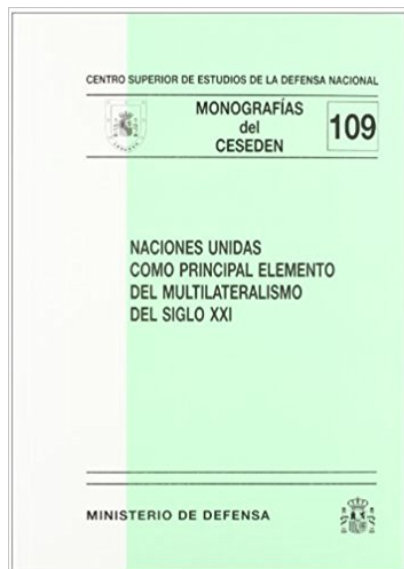 CENTRO SUPERIOR DE ESTUDIOS DE LA DEFENSA NACIONAL
MONOGRAFÍAS
del
CESEDEN
109
NACIONES UNIDAS
COMO PRINCIPAL ELEMENTO
DEL MULTILATERALISMO
DEL SIGLO XXI
MINISTERIO DE DEFENSA